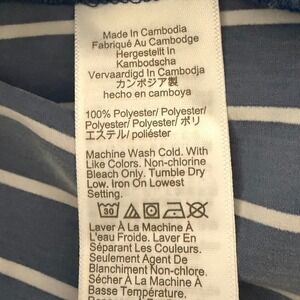 Made In Cambodia
Fabriqué Au Cambodge
Hergestellt In
Kambodscha
Vervaardigd In Cambodja
カンボジア製
hecho en camboya
100% Polyester/ Polyester/
Polyester/ Polyester/ ポリ
エステル/ poliéster
Machine Wash Cold. With
Like Colors. Non-chlorine
Bleach Only. Tumble Dry
Low. Iron On Lowest
Setting.
30
Laver À La Machine À
L'eau Froide. Laver En
Séparer Les Couleurs.
Seulement Agent De
Blanchiment Non-chlore.
Sécher À La Machine À
Basse Température.